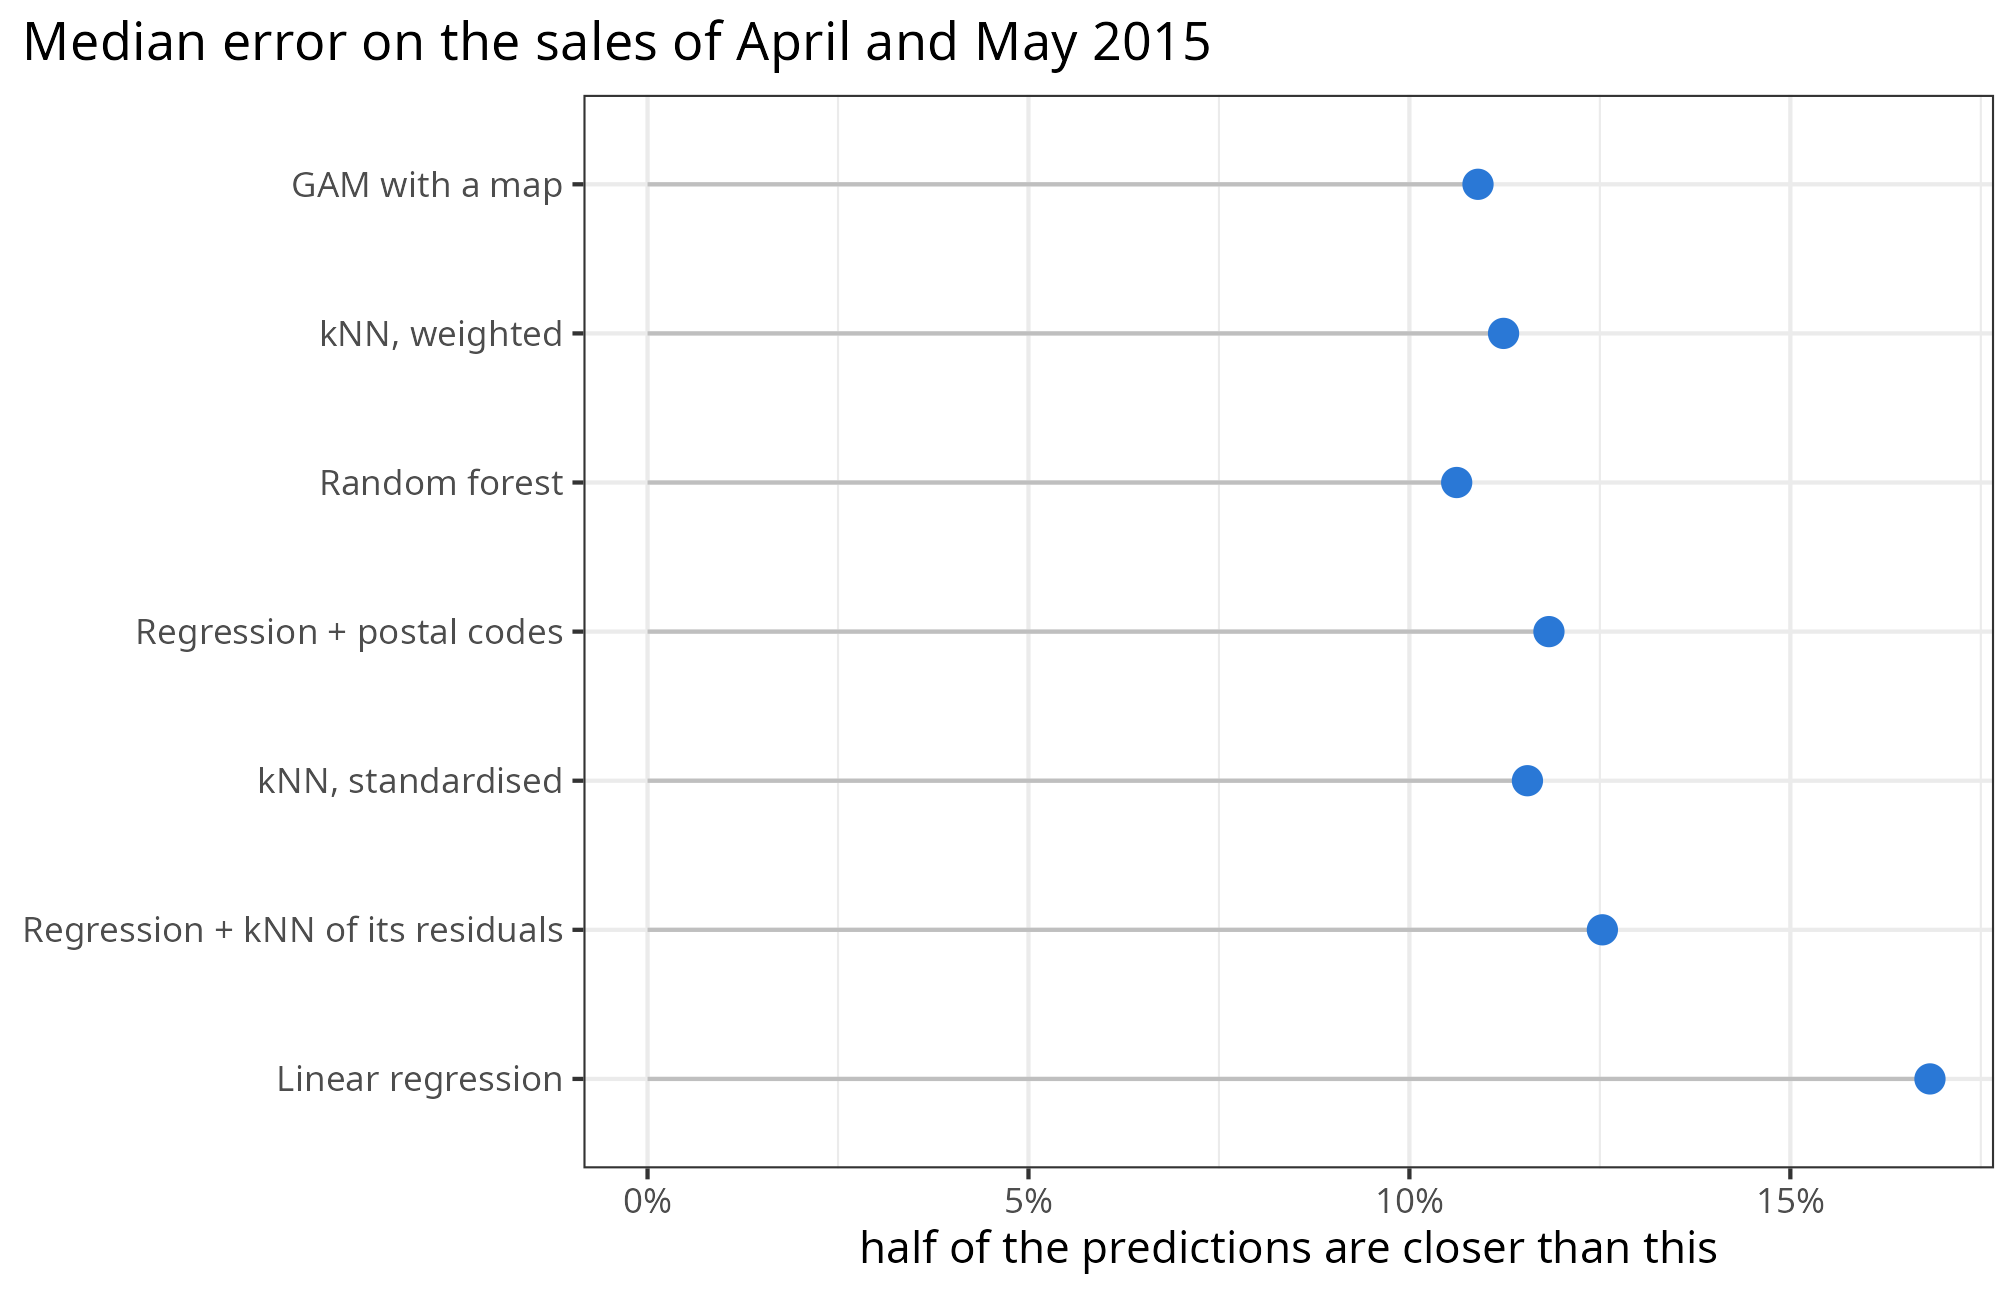 Median error on the sales of April and May 2015
GAM with a map
kNN, weighted
Random forest
Regression + postal codes
kNN, standardised
Regression + kNN of its residuals
Linear regression
0% 5% 10% 15%
half of the predictions are closer than this